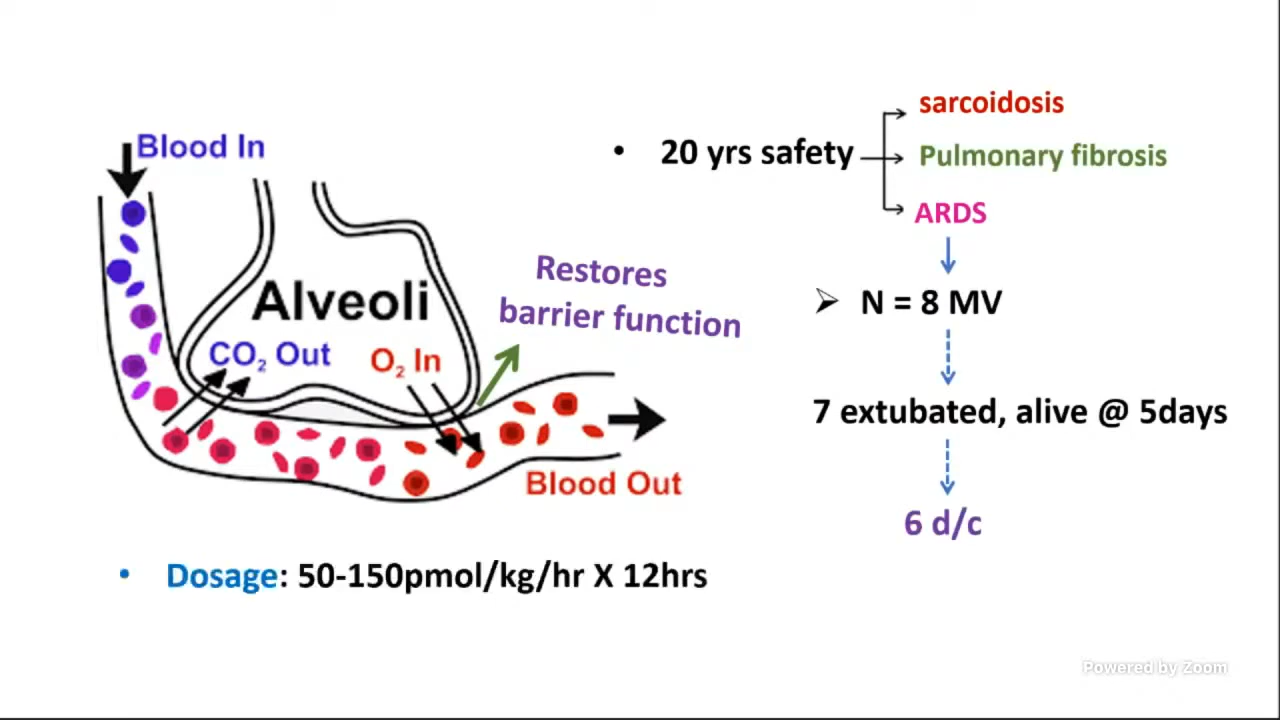 Blood In
Alveoli
CO₂ Out
O₂ In
Restores
barrier function
Blood Out
• Dosage: 50-150pmol/kg/hr X 12hrs
• 20 yrs safety
sarcoidosis
Pulmonary fibrosis
ARDS
➢ N = 8 MV
7 extubated, alive @ 5days
6 d/c
Powered by Zoom